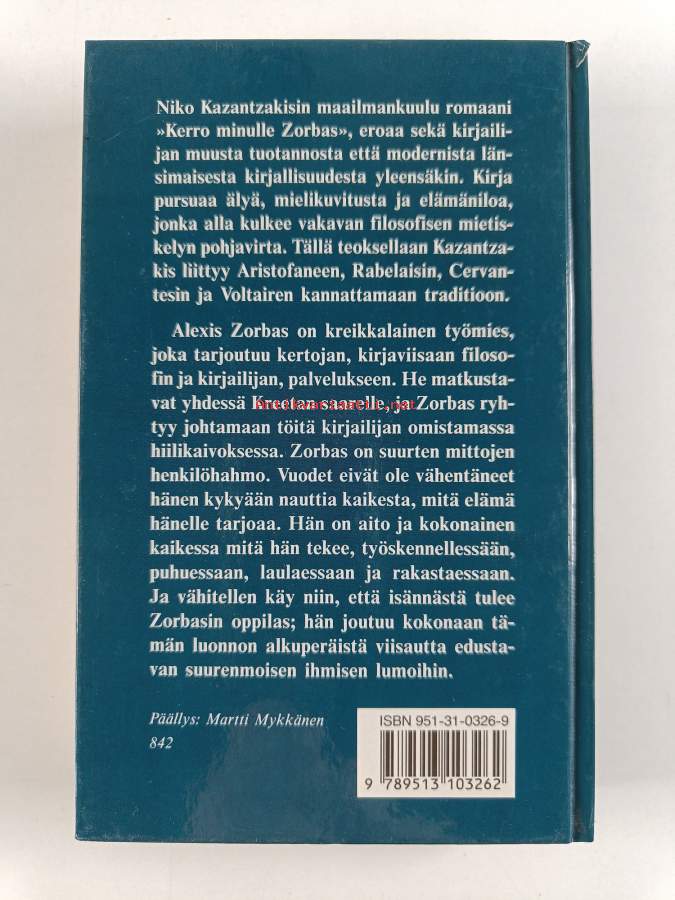 Niko Kazantzakisin maailmankuulu romaani
»Kerro minulle Zorbas», eroaa sekä kirjaili-
jan muusta tuotannosta että modernista län-
simaisesta kirjallisuudesta yleensäkin. Kirja
pursuaa älyä, mielikuvitusta ja elämäniloa,
jonka alla kulkee vakavan filosofisen mietis-
kelyn pohjavirta. Tällä teoksellaan Kazantza-
kis liittyy Aristofaneen, Rabelaisin, Cervan-
tesin ja Voltairen kannattamaan traditioon.
Alexis Zorbas on kreikkalainen työmies,
joka tarjoutuu kertojan, kirjaviisaan filoso-
fin ja kirjailijan, palvelukseen. He matkusta-
vat yhdessä Kreetan saarelle, ja Zorbas ryh-
Antikvariaatti.net
tyy johtamaan töitä kirjailijan omistamassa
hiilikaivoksessa. Zorbas on suurten mittojen
henkilöhahmo. Vuodet eivät ole vähentäneet
hänen kykyään nauttia kaikesta, mitä elämä
hänelle tarjoaa. Hän on aito ja kokonainen
kaikessa mitä hän tekee, työskennellessään,
puhuessaan, laulaessaan ja rakastaessaan.
Ja vähitellen käy niin, että isännästä tulee
Zorbasin oppilas; hän joutuu kokonaan tä-
män luonnon alkuperäistä viisautta edusta-
van suurenmoisen ihmisen lumoihin.
Päällys: Martti Mykkänen
842
ISBN 951-31-0326-9
9 789513 103262